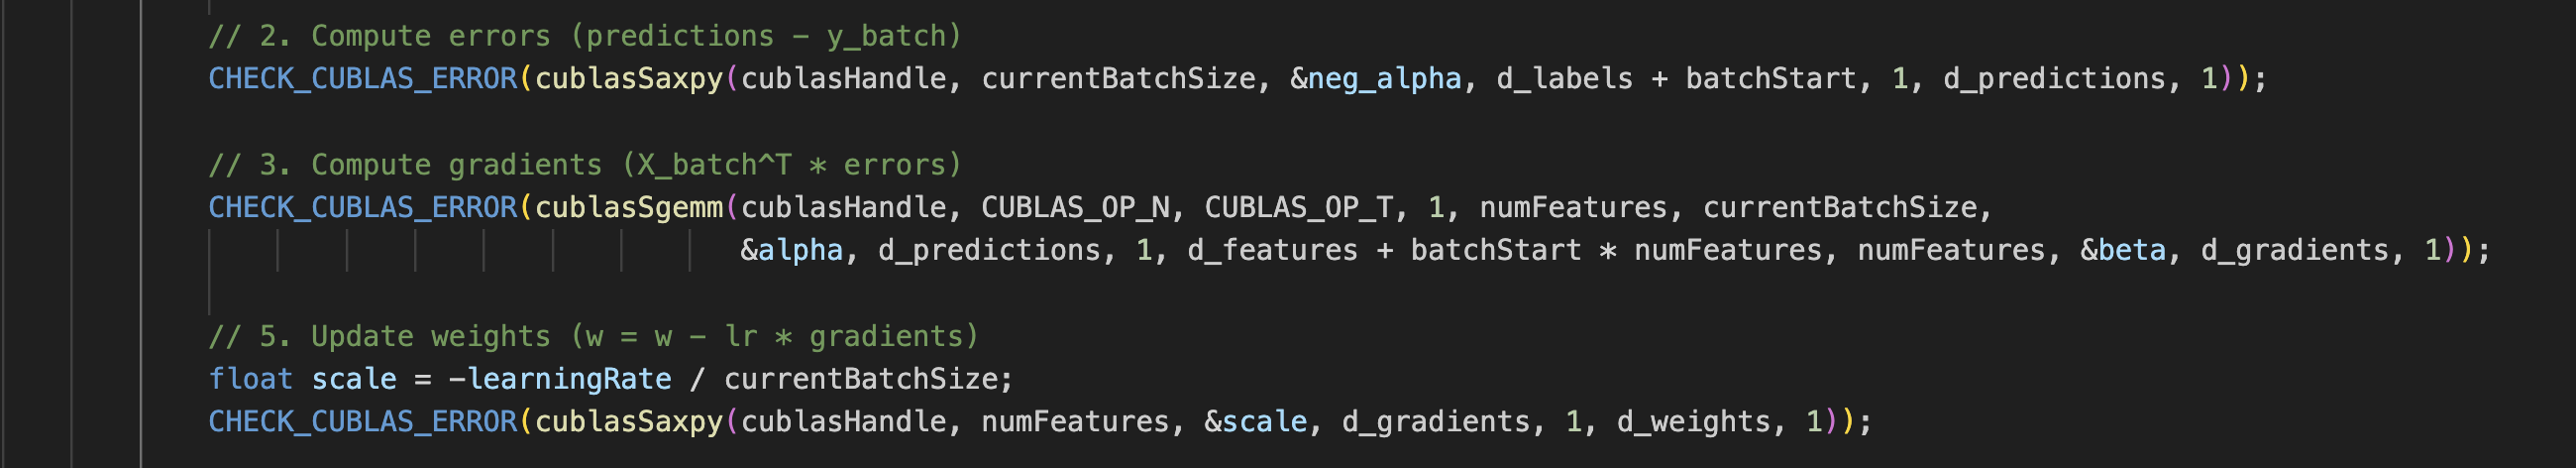 // 2. Compute errors (predictions - y_batch)
CHECK_CUBLAS_ERROR(cublasSaxpy(cublasHandle, currentBatchSize, &neg_alpha, d_labels + batchStart, 1, d_predictions, 1));
// 3. Compute gradients (X_batch^T * errors)
CHECK_CUBLAS_ERROR(cublasSgemm(cublasHandle, CUBLAS_OP_N, CUBLAS_OP_T, 1, numFeatures, currentBatchSize,
&alpha, d_predictions, 1, d_features + batchStart * numFeatures, numFeatures, &beta, d_gradients, 1));
// 5. Update weights (w = w - lr * gradients)
float scale = -learningRate / currentBatchSize;
CHECK_CUBLAS_ERROR(cublasSaxpy(cublasHandle, numFeatures, &scale, d_gradients, 1, d_weights, 1));